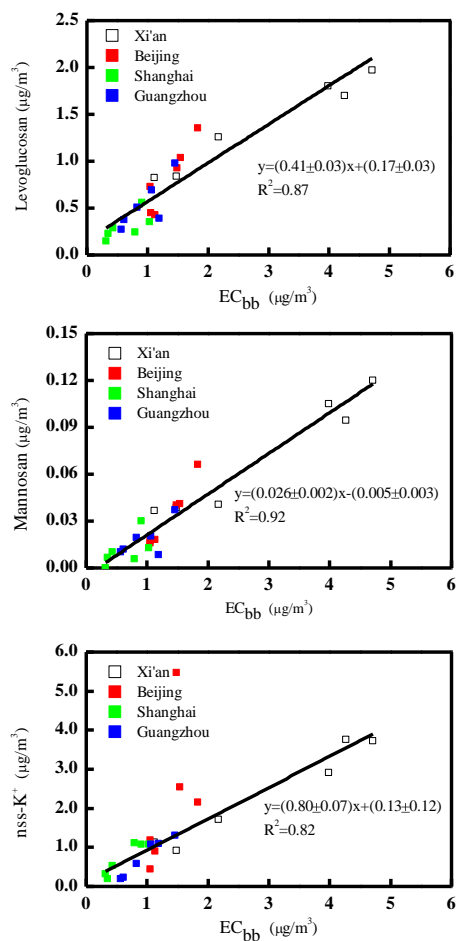 2.5
Xi'an
Beijing
Shanghai
Guangzhou
2.0
1.5
1.0
0.5
0.0
Levoglucosan (μg/m³)
y=(0.41±0.03)x+(0.17±0.03)
R²=0.87
0 1 2 3 4 5 6
EC_bb (μg/m³)
0.15
Xi'an
Beijing
Shanghai
Guangzhou
0.12
0.09
0.06
0.03
0.00
Mannosan (μg/m³)
y=(0.026±0.002)x-(0.005±0.003)
R²=0.92
0 1 2 3 4 5 6
EC_bb (μg/m³)
6.0
Xi'an
Beijing
Shanghai
Guangzhou
5.0
4.0
3.0
2.0
1.0
0.0
nss-K⁺ (μg/m³)
y=(0.80±0.07)x+(0.13±0.12)
R²=0.82
0 1 2 3 4 5 6
EC_bb (μg/m³)